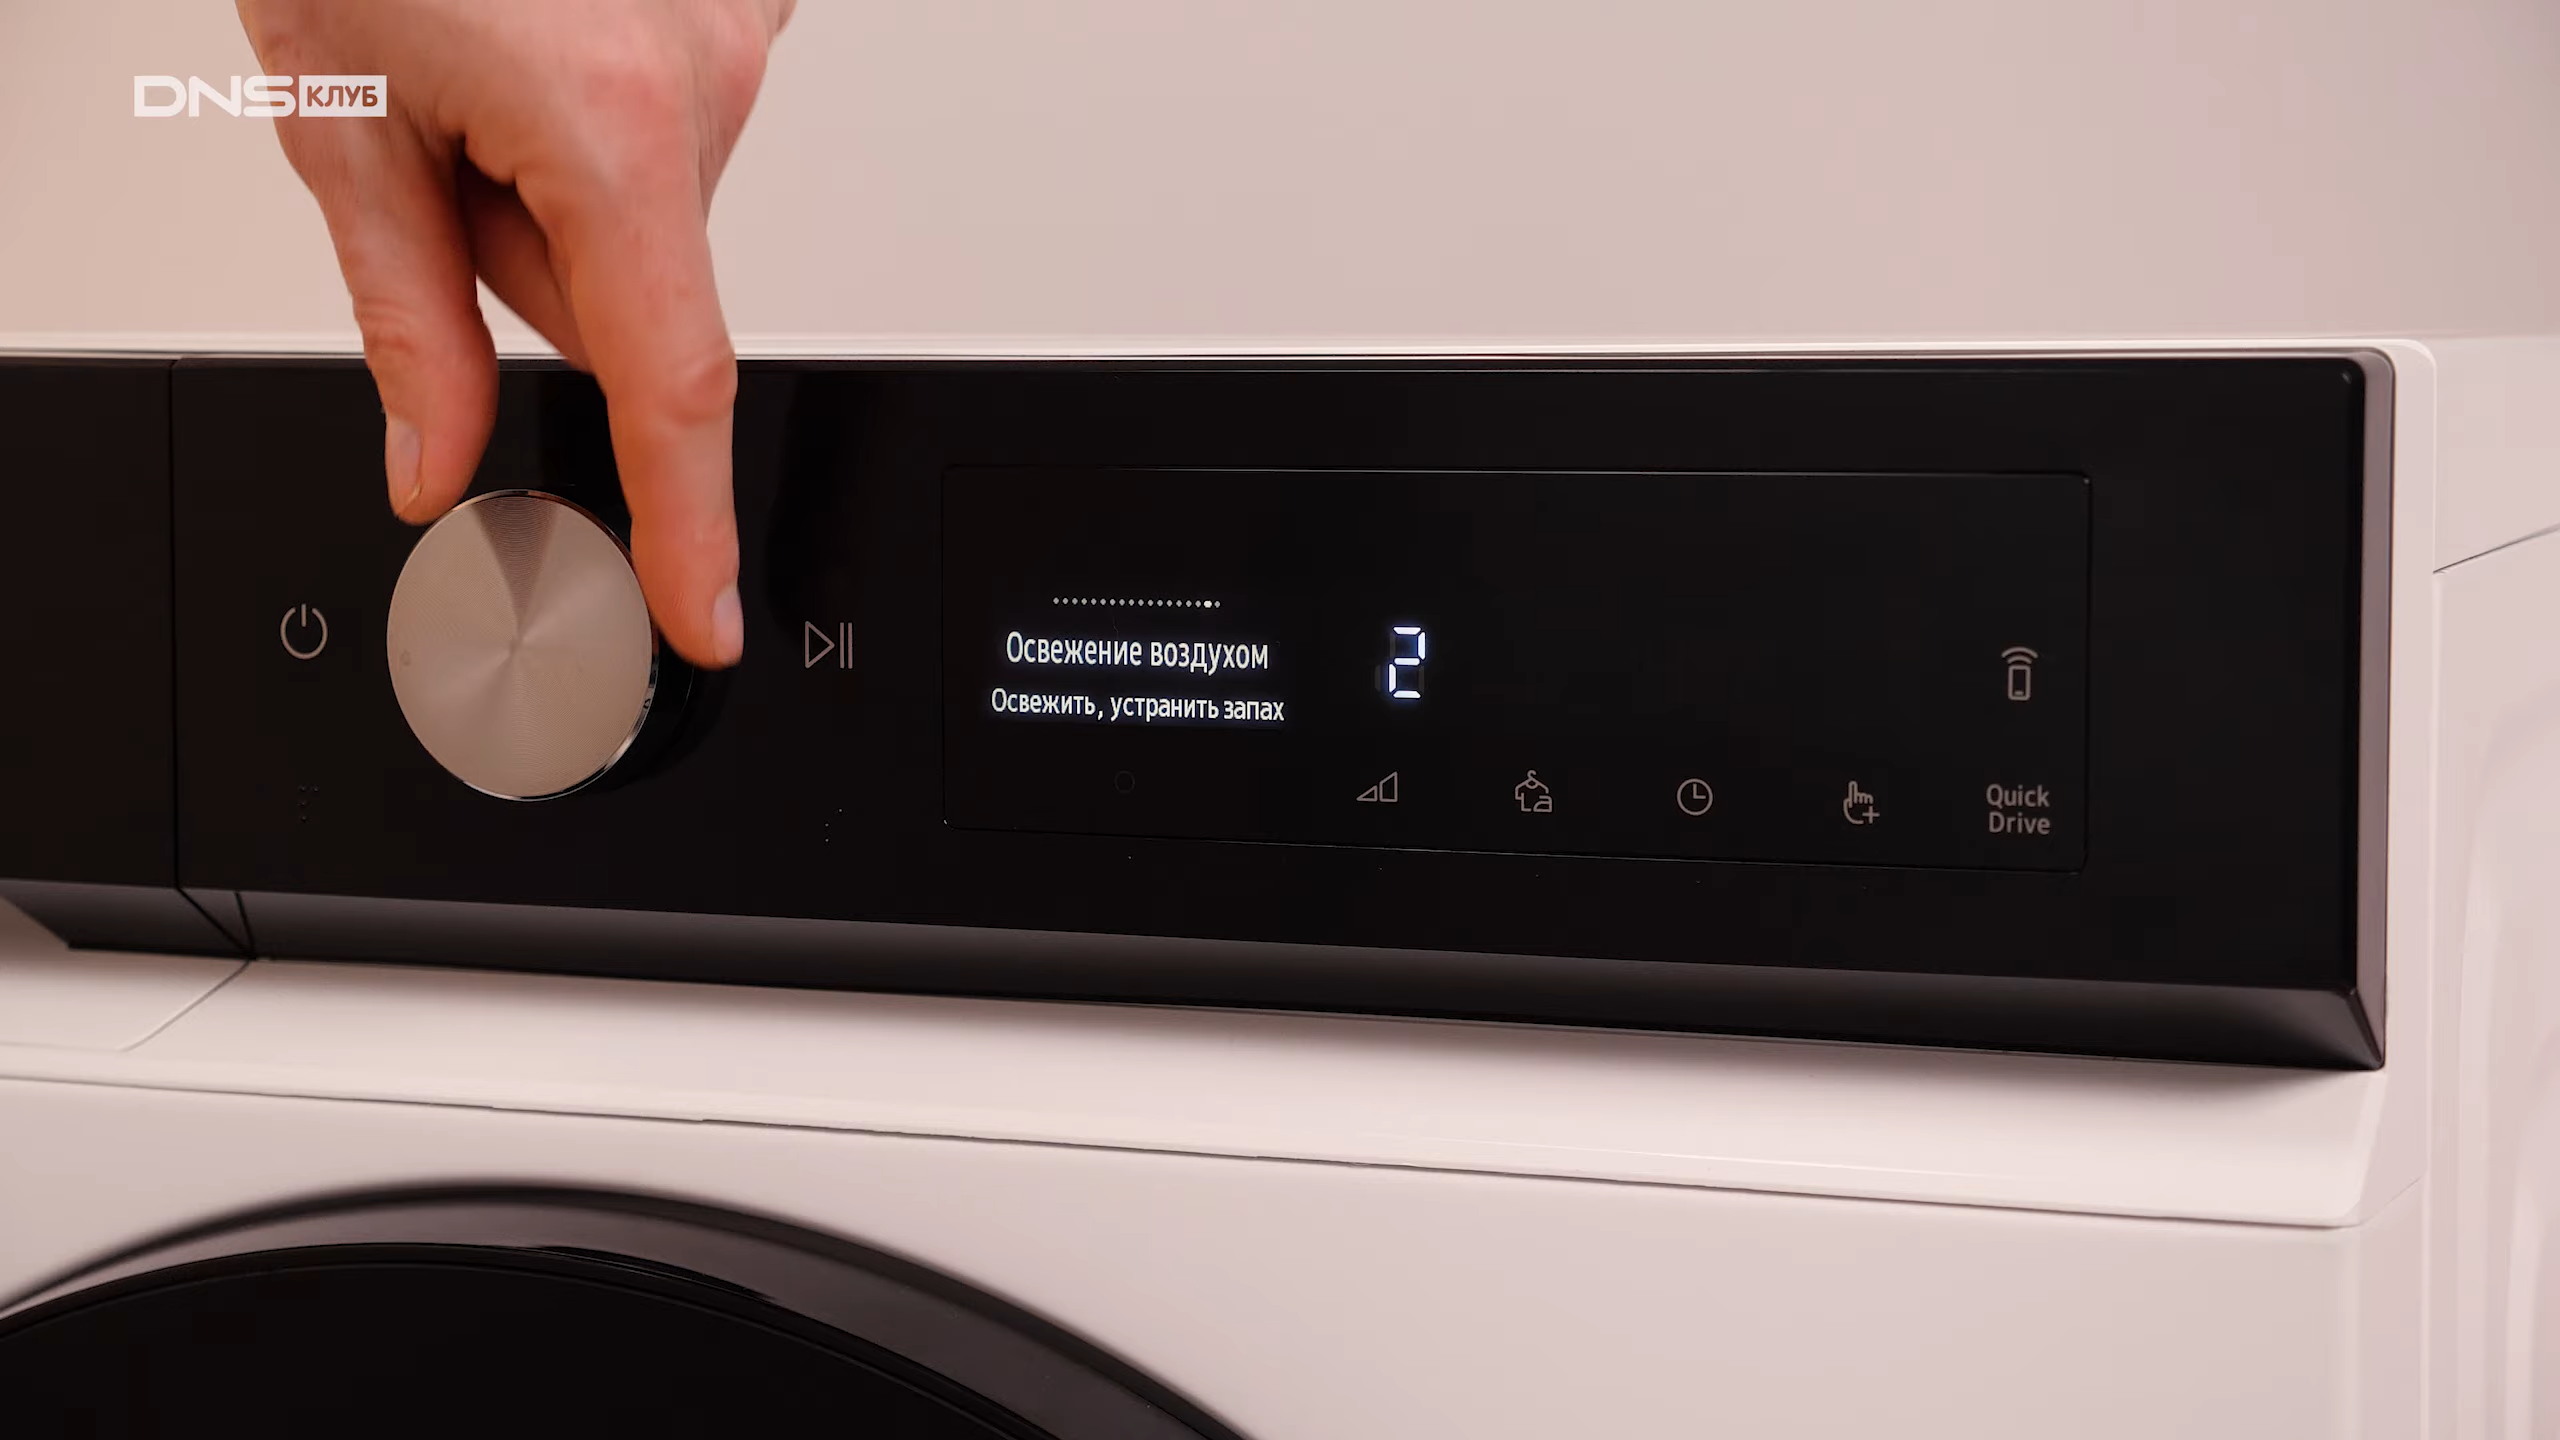 DNS КЛУБ
Освежение воздухом
Освежить, устранить запах
2
Quick
Drive